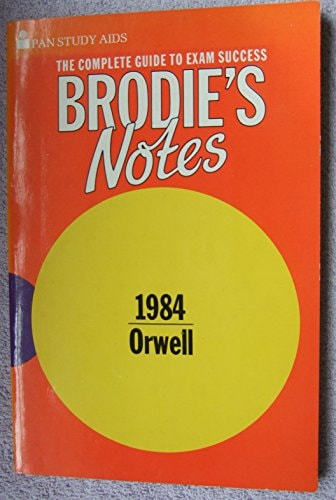 PAN STUDY AIDS
THE COMPLETE GUIDE TO EXAM SUCCESS
BRODIE'S
Notes
1984
Orwell